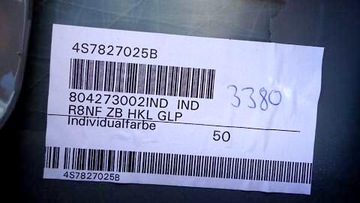 4S7827025B
804273002IND IND
3380
R8NF ZB HKL GLP
Individualfarbe 50
4S7827025B